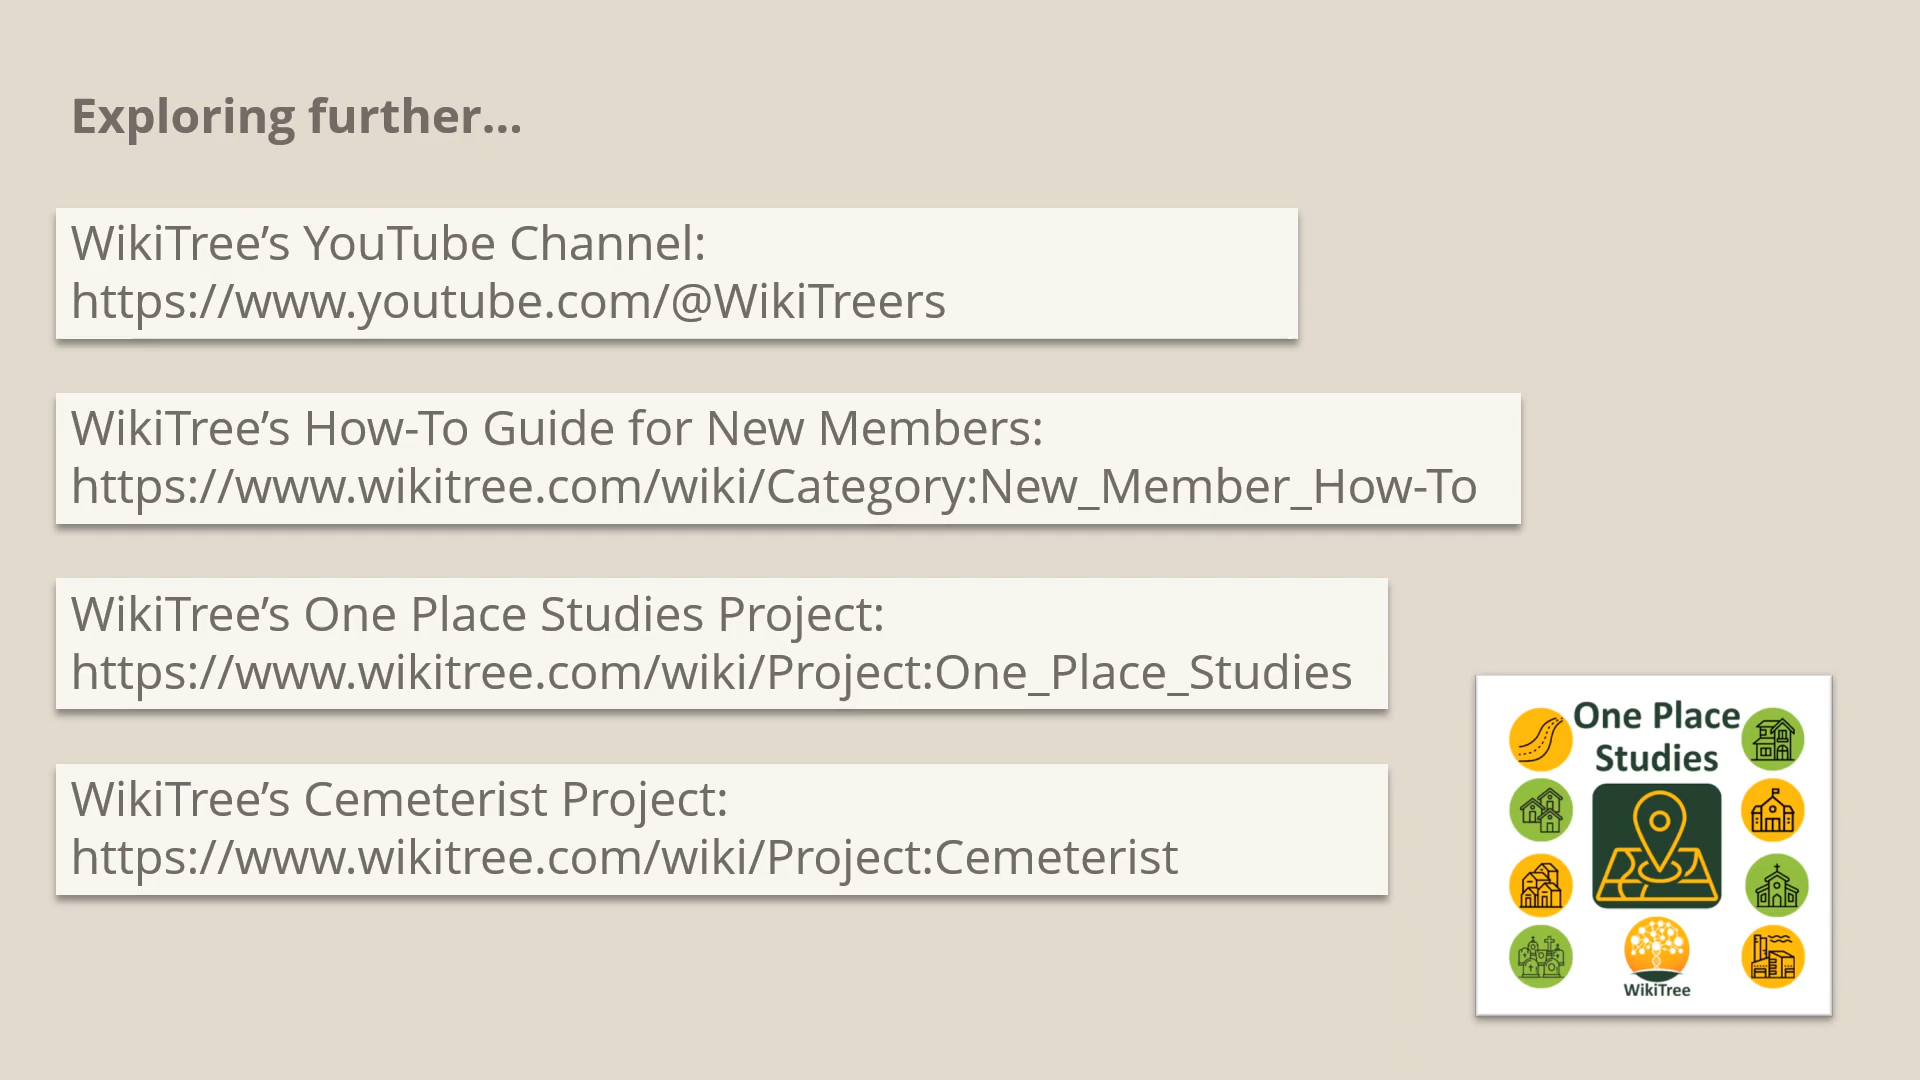 Exploring further...
WikiTree’s YouTube Channel:
https://www.youtube.com/@WikiTreers
WikiTree’s How-To Guide for New Members:
https://www.wikitree.com/wiki/Category:New_Member_How-To
WikiTree’s One Place Studies Project:
https://www.wikitree.com/wiki/Project:One_Place_Studies
WikiTree’s Cemeterist Project:
https://www.wikitree.com/wiki/Project:Cemeterist
One Place
Studies
WikiTree